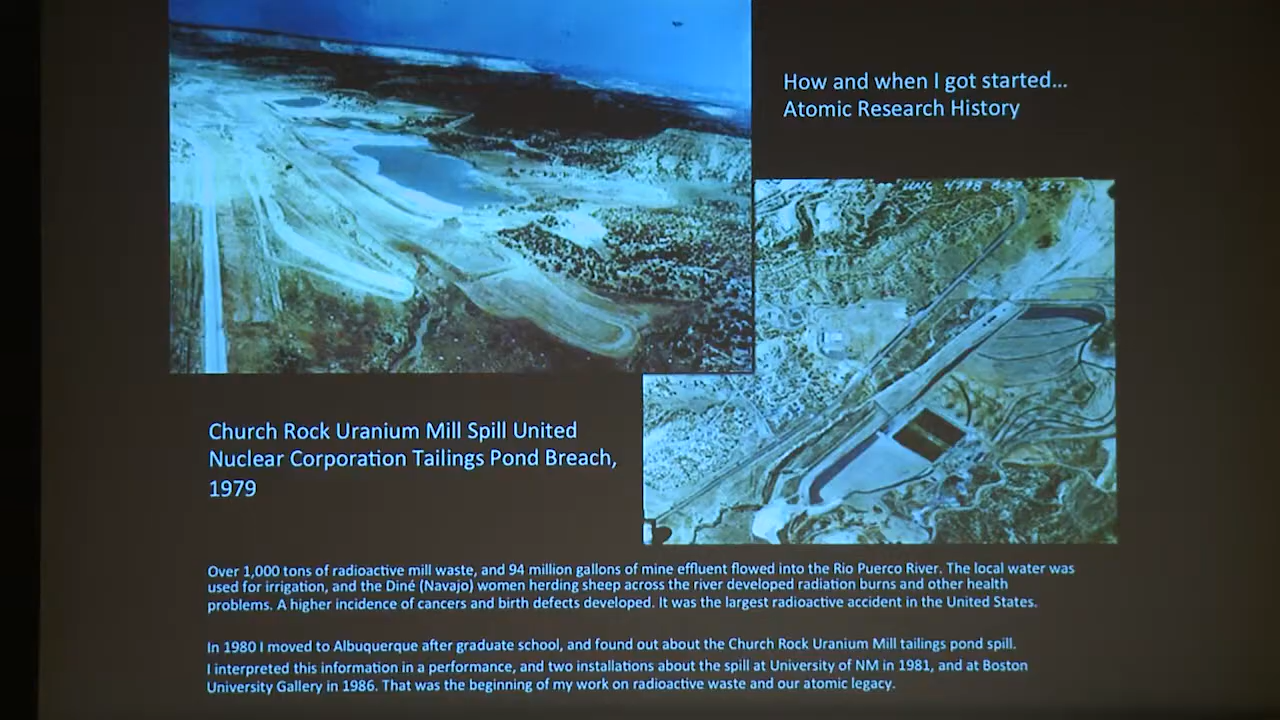 How and when I got started...
Atomic Research History
UNC 4798
2-7
Church Rock Uranium Mill Spill United
Nuclear Corporation Tailings Pond Breach,
1979
Over 1,000 tons of radioactive mill waste, and 94 million gallons of mine effluent flowed into the Rio Puerco River. The local water was
used for irrigation, and the Diné (Navajo) women herding sheep across the river developed radiation burns and other health
problems. A higher incidence of cancers and birth defects developed. It was the largest radioactive accident in the United States.
In 1980 I moved to Albuquerque after graduate school, and found out about the Church Rock Uranium Mill tailings pond spill.
I interpreted this information in a performance, and two installations about the spill at University of NM in 1981, and at Boston
University Gallery in 1986. That was the beginning of my work on radioactive waste and our atomic legacy.